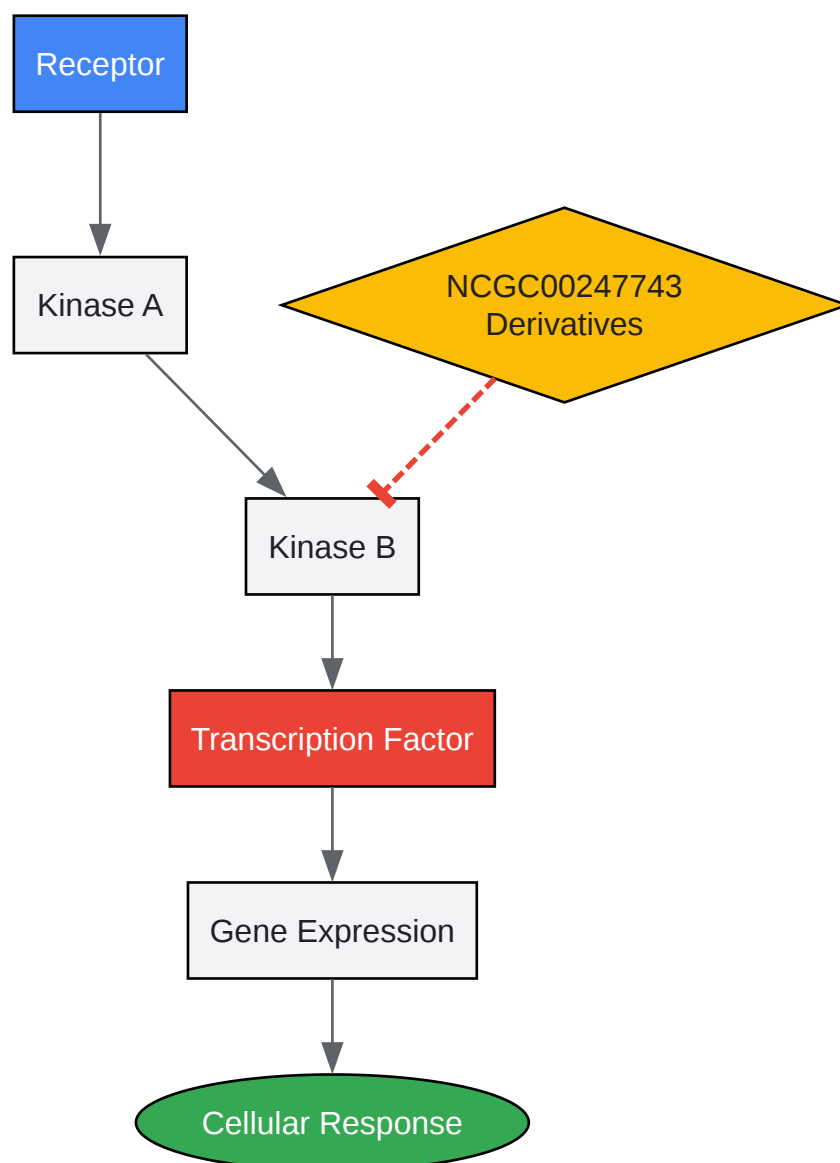 Receptor
NCGC00247743
Derivatives
Kinase A
Kinase B
Transcription Factor
Gene Expression
Cellular Response